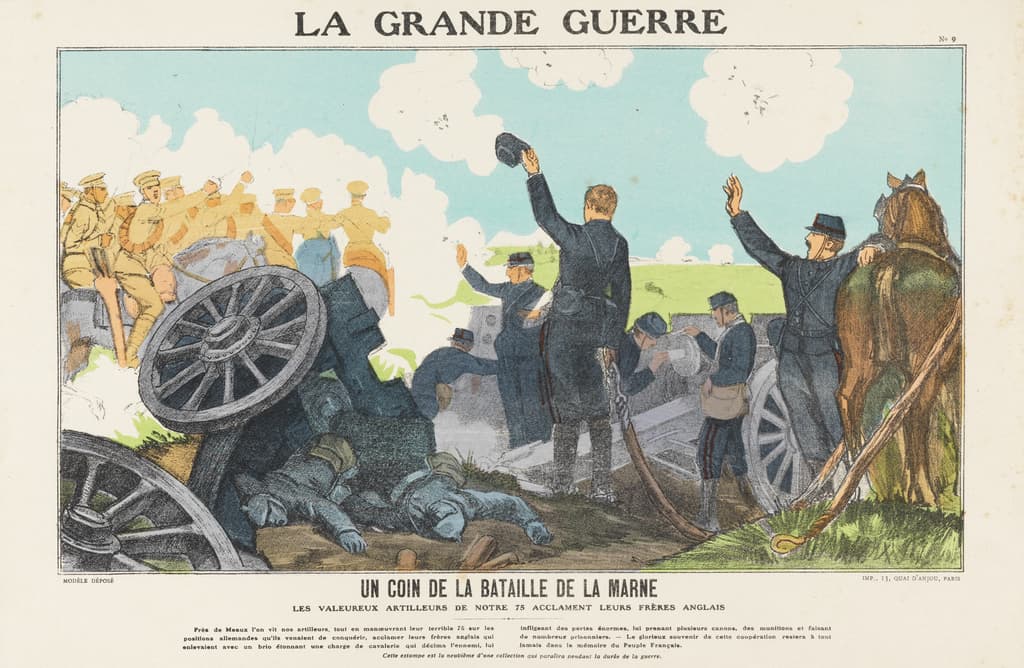 LA GRANDE GUERRE
No 9
MODÈLE DÉPOSÉ
IMP., 15, QUAI D'ANJOU, PARIS
UN COIN DE LA BATAILLE DE LA MARNE
LES VALEUREUX ARTILLEURS DE NOTRE 75 ACCLAMENT LEURS FRÈRES ANGLAIS
Près de Meaux l'on vit nos artilleurs, tout en manœuvrant leur terrible 75 sur les
positions allemandes qu'ils venaient de conquérir, acclamer leurs frères anglais qui
enlevaient avec un brio étonnant une charge de cavalerie qui décima l'ennemi, lui
infligeant des pertes énormes, lui prenant plusieurs canons, des munitions et faisant
de nombreux prisonniers. — Le glorieux souvenir de cette coopération restera à tout
jamais dans la mémoire du Peuple Français.
Cette estampe est la neuvième d'une collection qui paraîtra pendant la durée de la guerre.